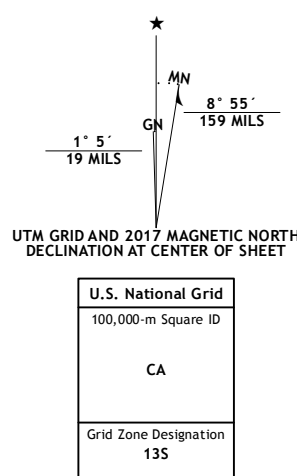 ★
MN
GN
8° 55´
159 MILS
1° 5´
19 MILS
UTM GRID AND 2017 MAGNETIC NORTH
DECLINATION AT CENTER OF SHEET
U.S. National Grid
100,000-m Square ID
CA
Grid Zone Designation
13S